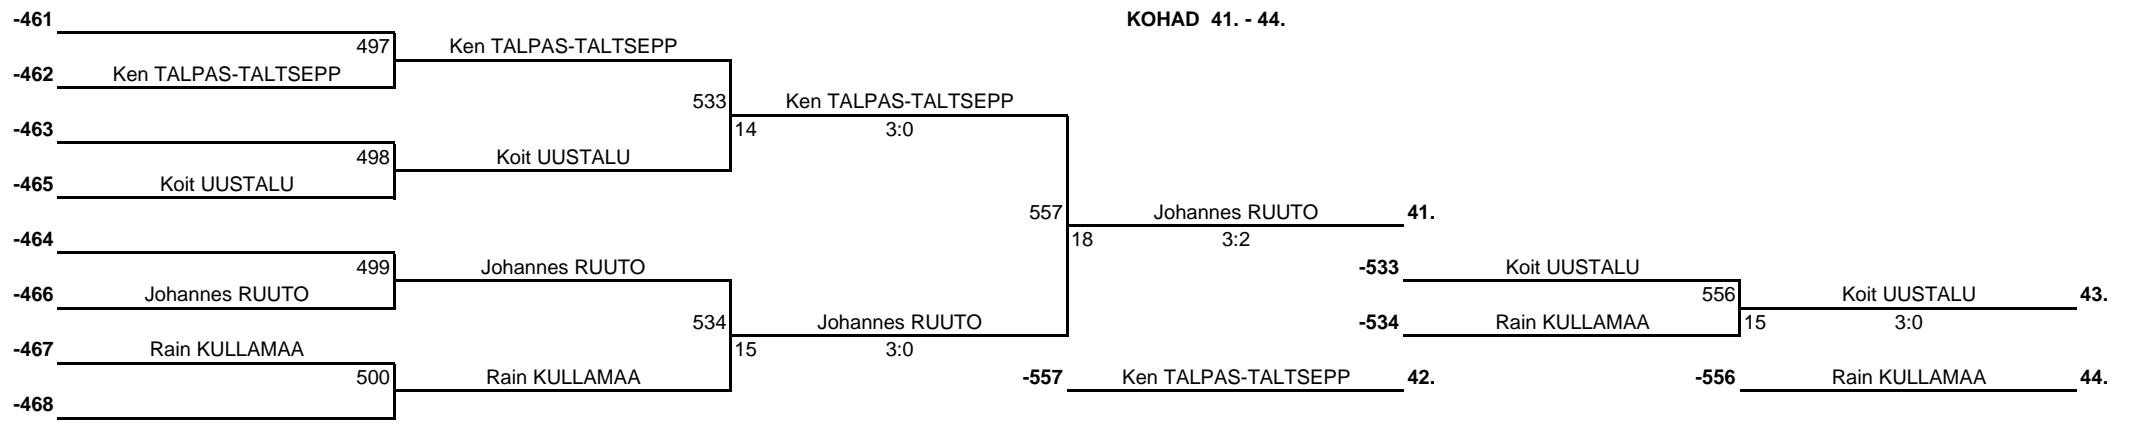 -461 KOHAD 41. - 44.
497 Ken TALPAS-TALTSEPP
-462 Ken TALPAS-TALTSEPP
533 Ken TALPAS-TALTSEPP
-463 14 3:0
498 Koit UUSTALU
-465 Koit UUSTALU
557 Johannes RUUTO 41.
-464 18 3:2
499 Johannes RUUTO -533 Koit UUSTALU
-466 Johannes RUUTO 556 Koit UUSTALU 43.
534 Johannes RUUTO -534 Rain KULLAMAA 15 3:0
-467 Rain KULLAMAA 15 3:0
500 Rain KULLAMAA -557 Ken TALPAS-TALTSEPP 42. -556 Rain KULLAMAA 44.
-468